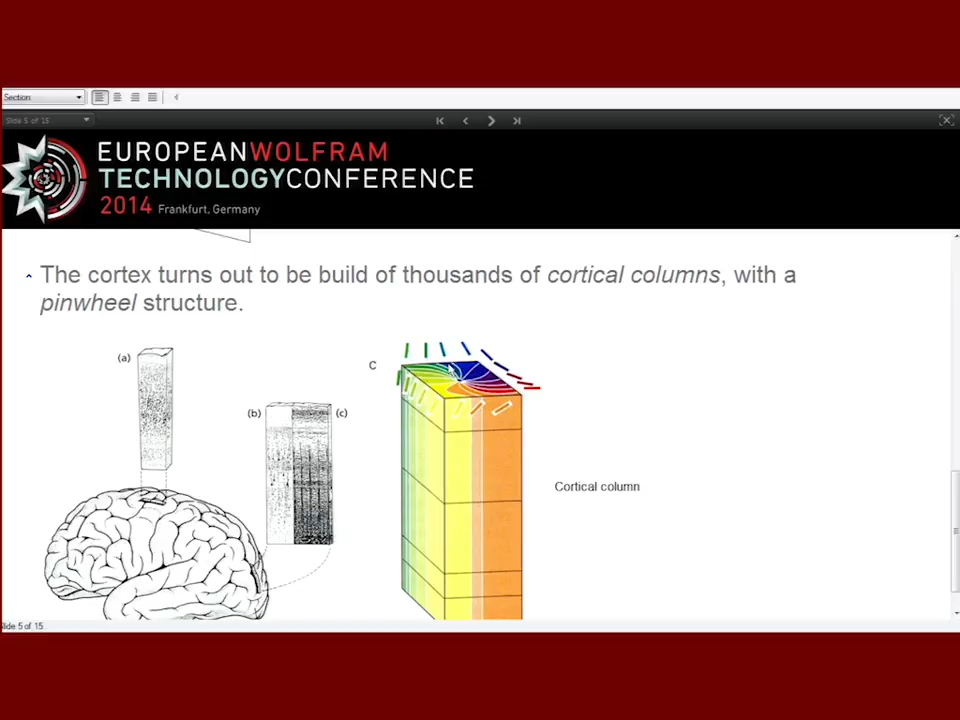 Section
Slide 5 of 15
EUROPEANWOLFRAM
TECHNOLOGYCONFERENCE
2014 Frankfurt, Germany
The cortex turns out to be build of thousands of cortical columns, with a
pinwheel structure.
(a)
C
(b)
(c)
Cortical column
Slide 5 of 15